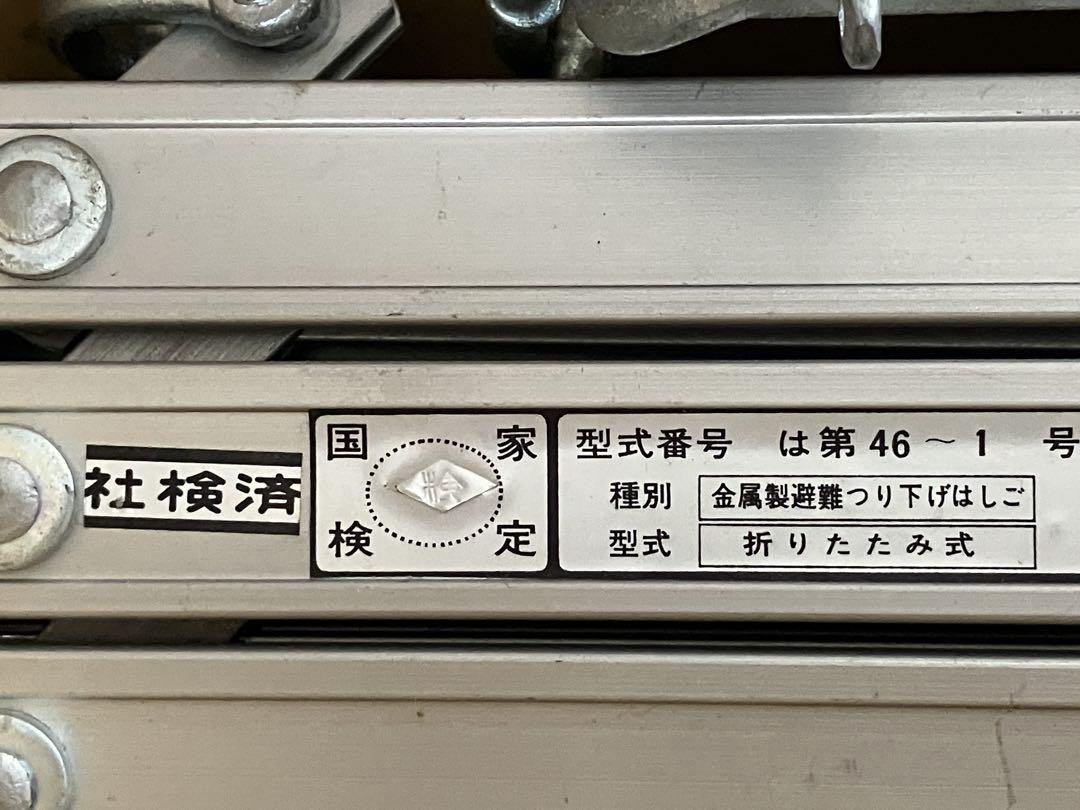 社検済
国家
検定
型式番号 は第46~1号
種別 金属製避難つり下げはしご
型式 折りたたみ式